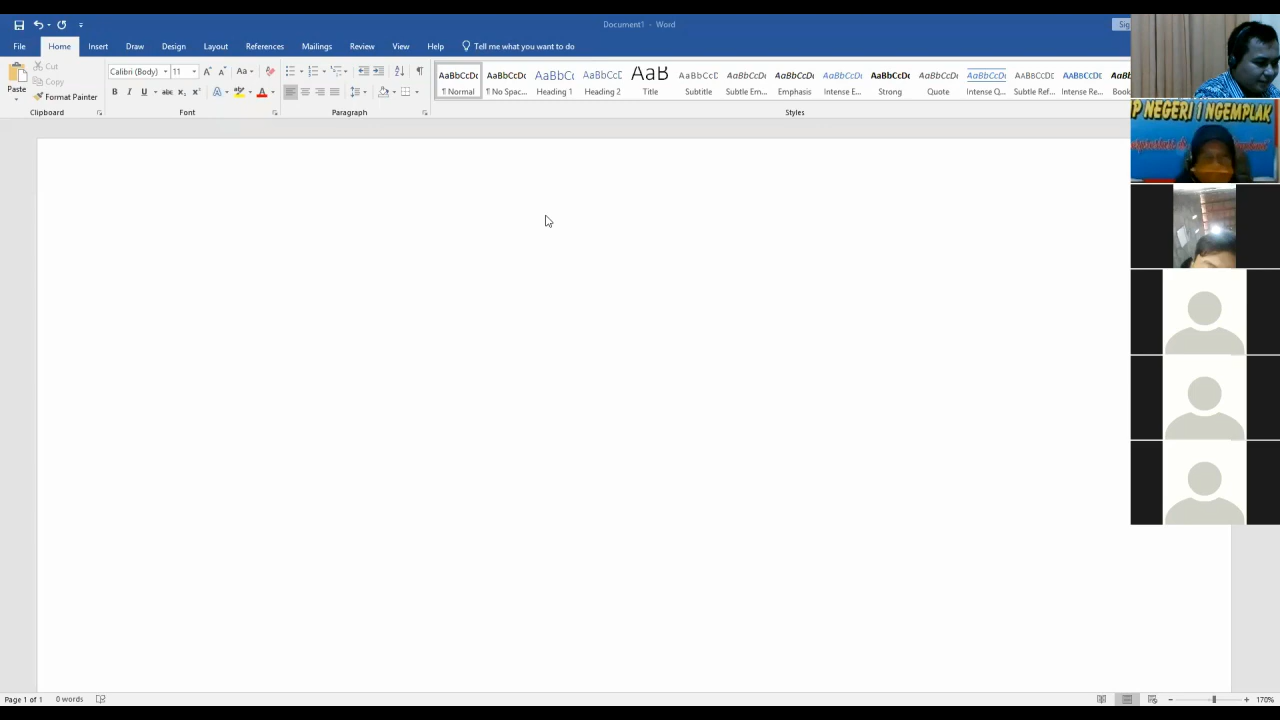 Document1 - Word
Sig
File Home Insert Draw Design Layout References Mailings Review View Help Tell me what you want to do
Paste
Cut
Copy
Format Painter
Calibri (Body) 11
Clipboard
Font
Paragraph
AaBbCcDc AaBbCcDc AaBbCc AaBbCcC AaB AaBbCcD AaBbCcDc AaBbCcDc AaBbCcDc AaBbCcDc AaBbCcDc AaBbCcDc AABBCCDC AABBCCDC
¶ Normal ¶ No Spac... Heading 1 Heading 2 Title Subtitle Subtle Em... Emphasis Intense E... Strong Quote Intense Q... Subtle Ref... Intense Re... Book
Styles
P NEGERI 1 NGEMPLAK
Page 1 of 1 0 words
170%